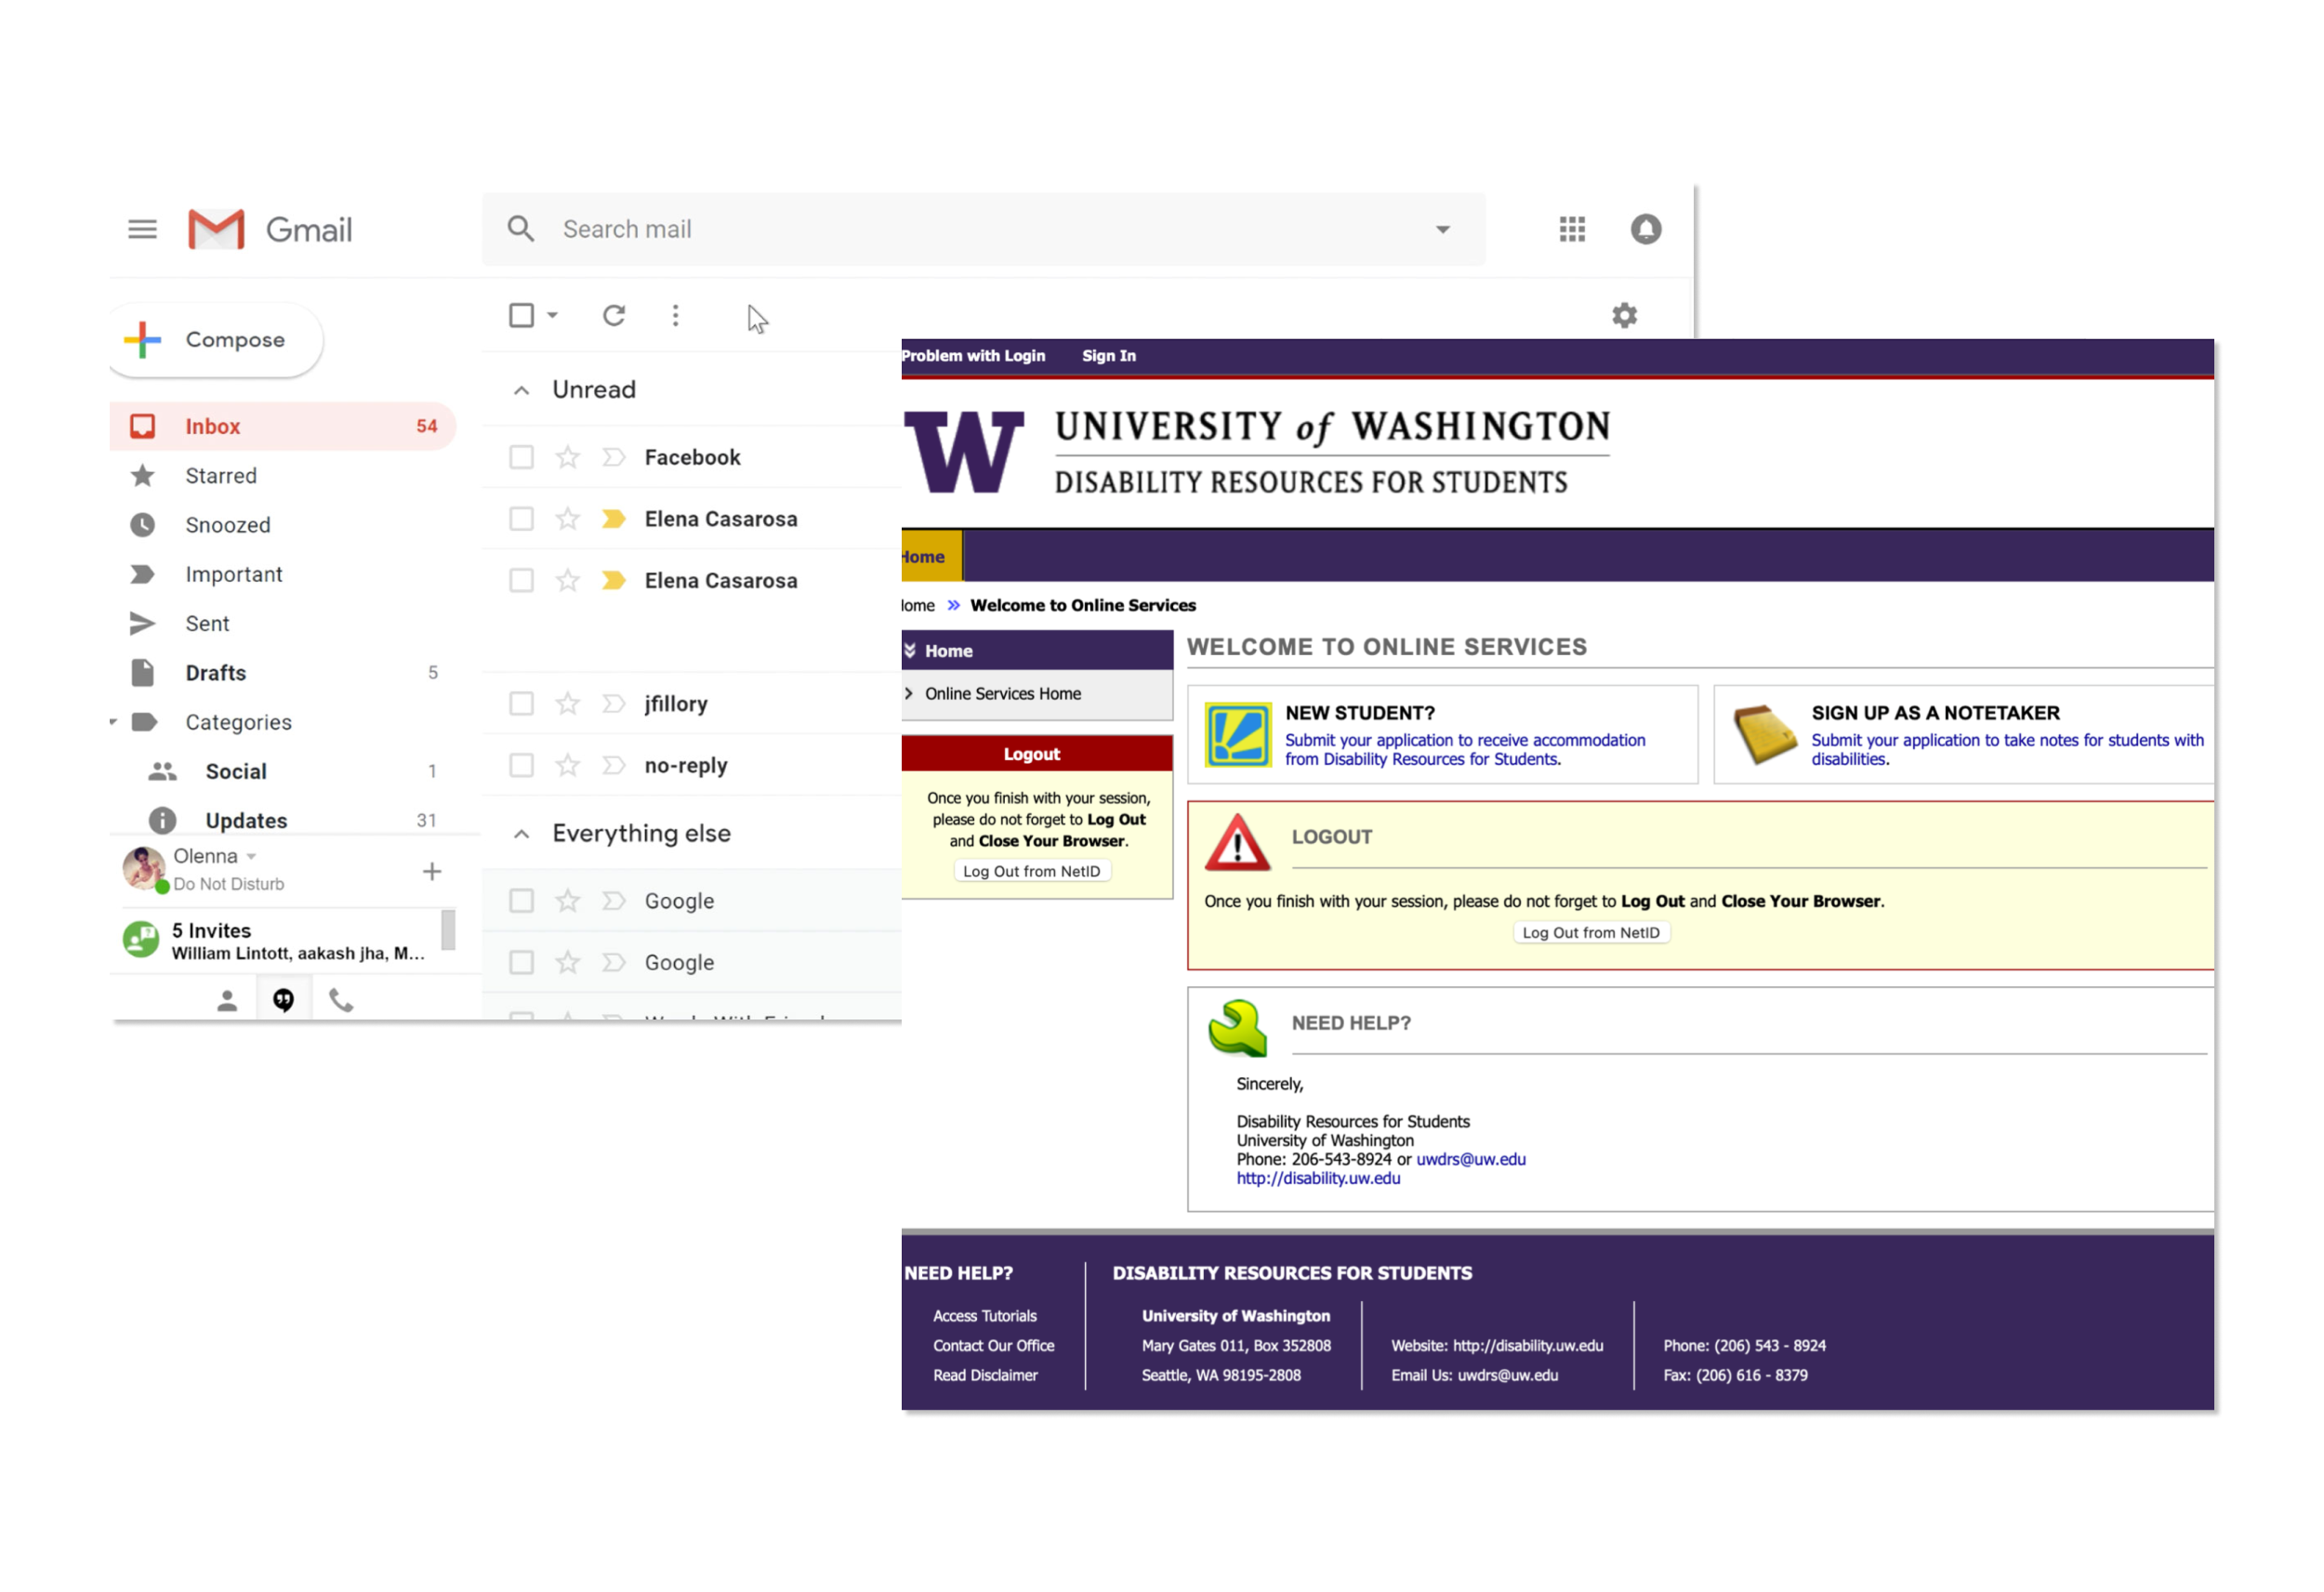 Gmail
Search mail
Compose
Inbox 54
Starred
Snoozed
Important
Sent
Drafts 5
Categories
Social 1
Updates 31
Olenna
Do Not Disturb
5 Invites
William Lintott, aakash jha, M...
Unread
Facebook
Elena Casarosa
Elena Casarosa
jfillory
no-reply
Everything else
Google
Google
Problem with Login Sign In
W UNIVERSITY of WASHINGTON
DISABILITY RESOURCES FOR STUDENTS
Home
Home » Welcome to Online Services
Home
Online Services Home
Logout
Once you finish with your session,
please do not forget to Log Out
and Close Your Browser.
Log Out from NetID
WELCOME TO ONLINE SERVICES
NEW STUDENT?
Submit your application to receive accommodation
from Disability Resources for Students.
SIGN UP AS A NOTETAKER
Submit your application to take notes for students with
disabilities.
LOGOUT
Once you finish with your session, please do not forget to Log Out and Close Your Browser.
Log Out from NetID
NEED HELP?
Sincerely,
Disability Resources for Students
University of Washington
Phone: 206-543-8924 or uwdrs@uw.edu
http://disability.uw.edu
NEED HELP?
Access Tutorials
Contact Our Office
Read Disclaimer
DISABILITY RESOURCES FOR STUDENTS
University of Washington
Mary Gates 011, Box 352808
Seattle, WA 98195-2808
Website: http://disability.uw.edu
Email Us: uwdrs@uw.edu
Phone: (206) 543 - 8924
Fax: (206) 616 - 8379